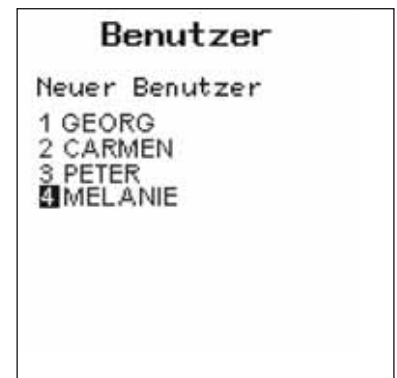 Benutzer
Neuer Benutzer
1 GEORG
2 CARMEN
3 PETER
4 MELANIE